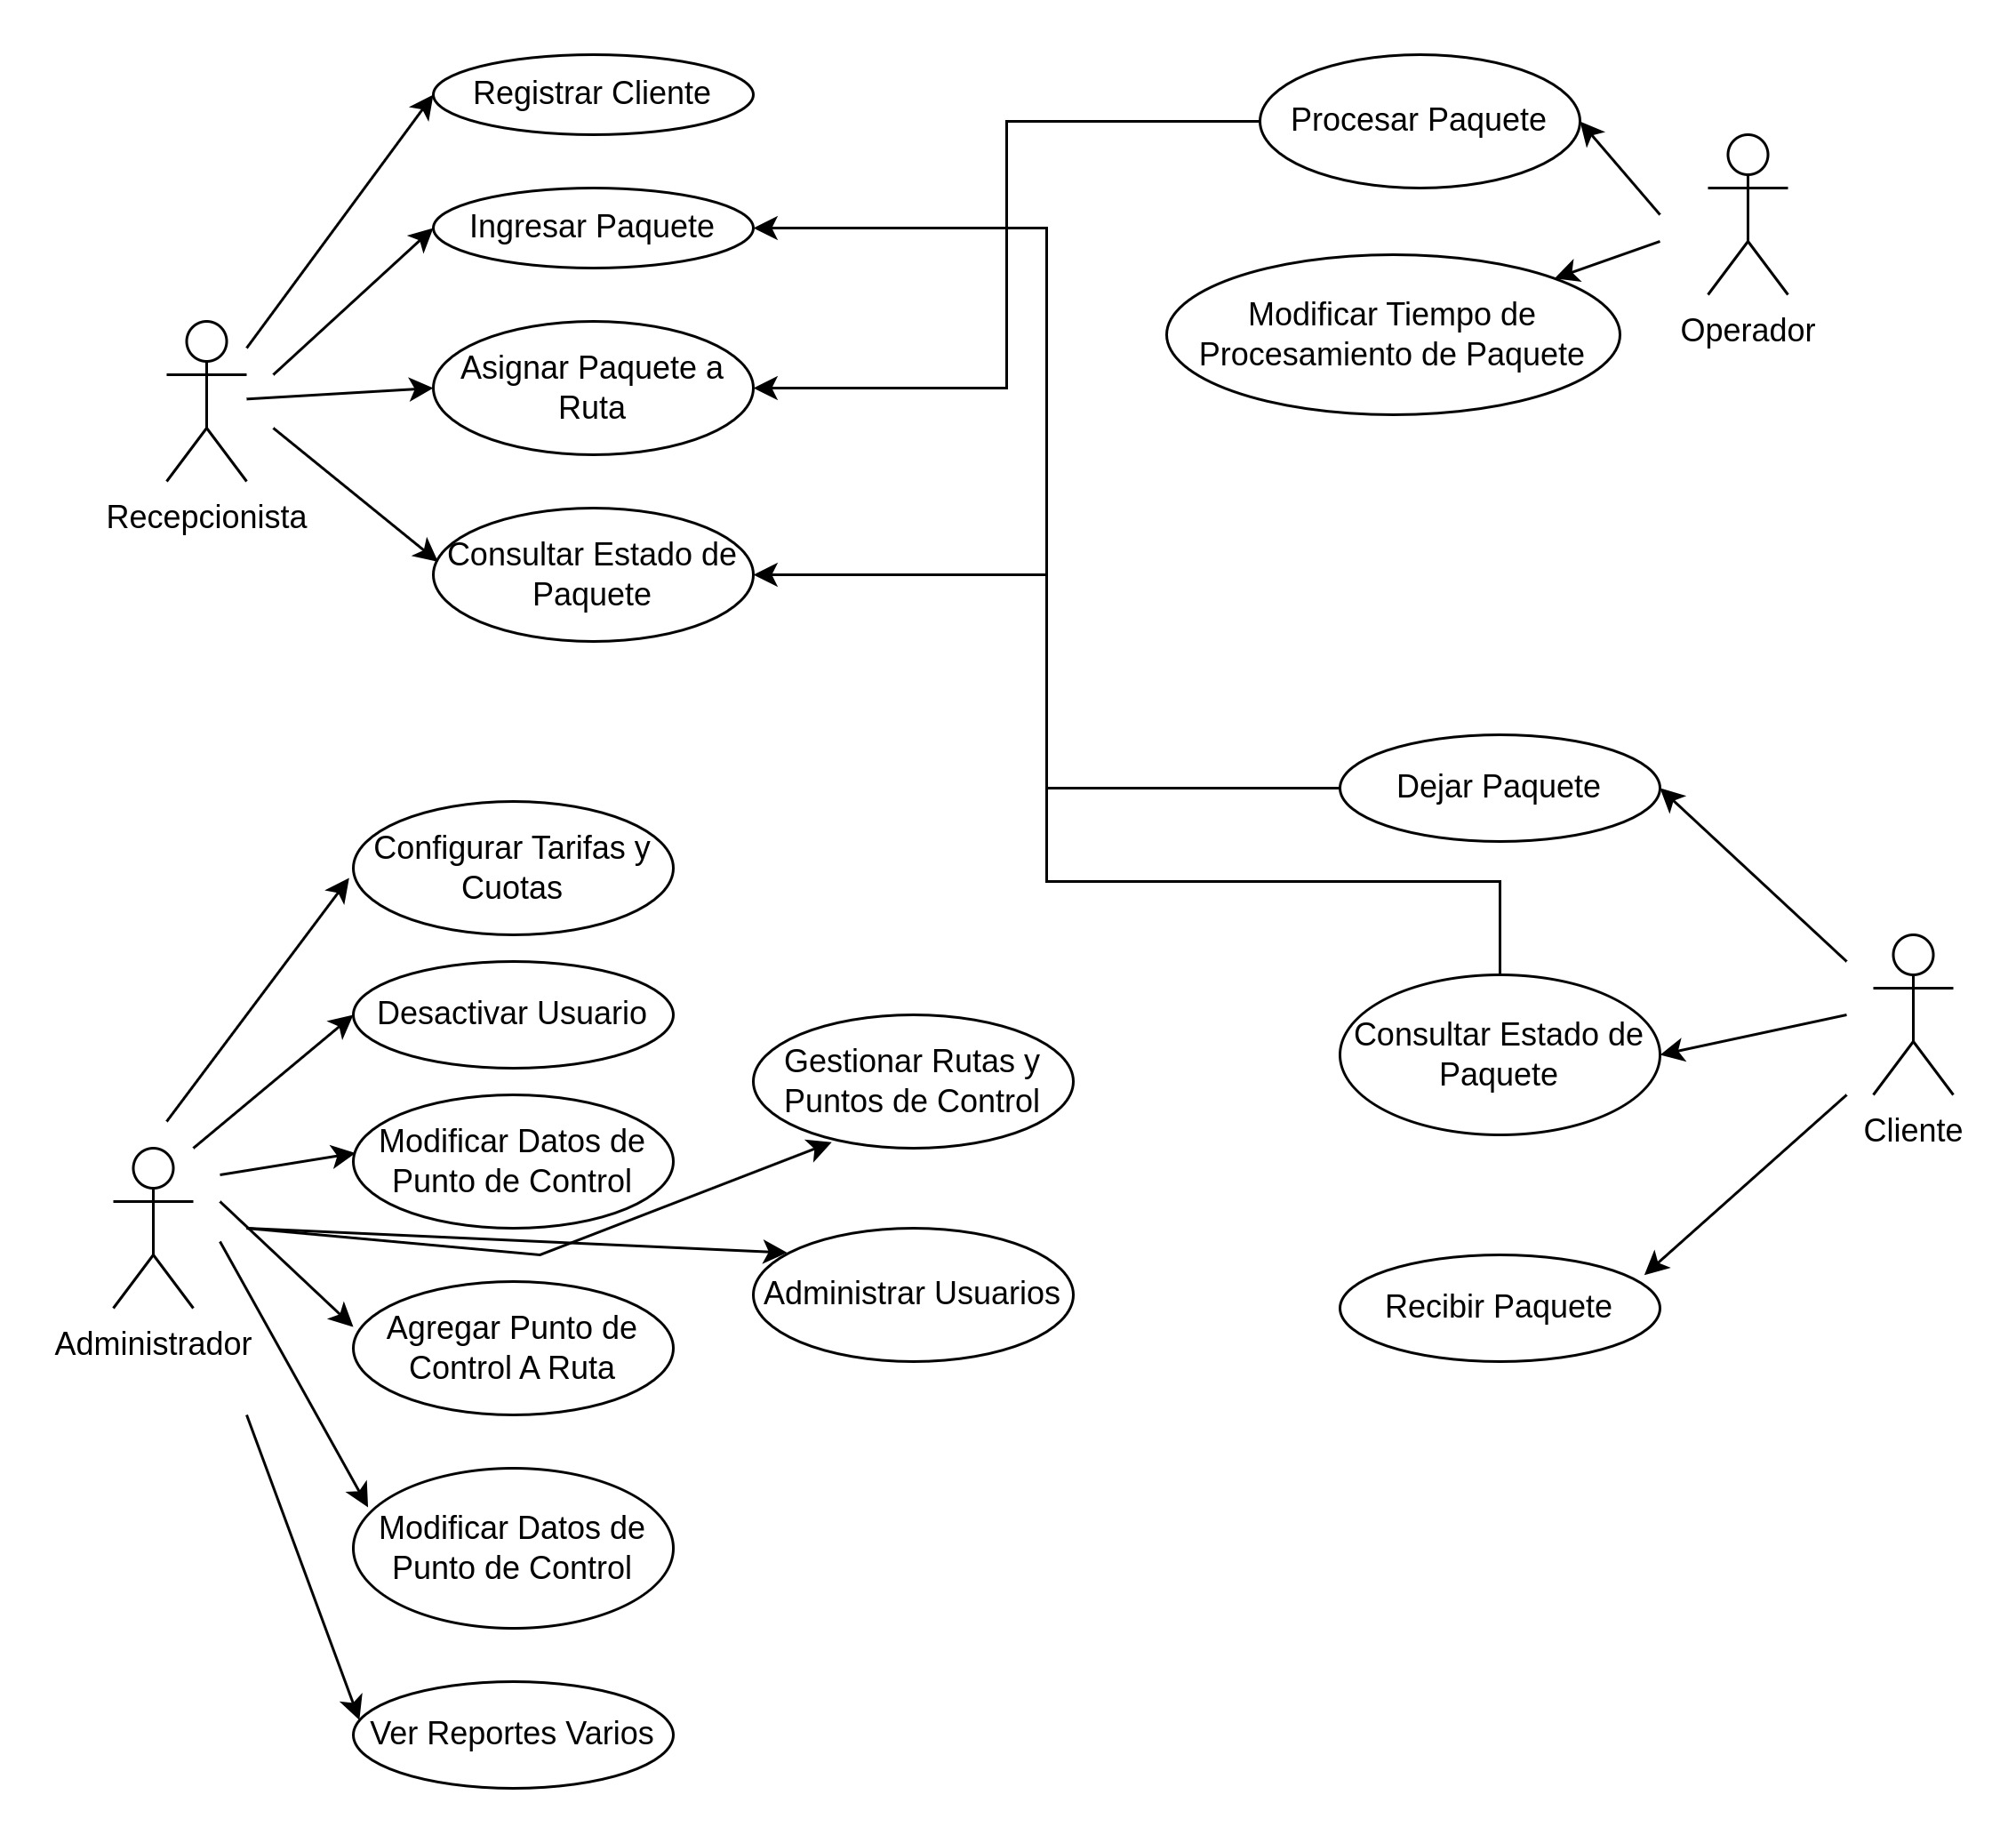 Registrar Cliente
Ingresar Paquete
Asignar Paquete a
Ruta
Consultar Estado de
Paquete
Recepcionista
Procesar Paquete
Modificar Tiempo de
Procesamiento de Paquete
Operador
Configurar Tarifas y
Cuotas
Desactivar Usuario
Modificar Datos de
Punto de Control
Agregar Punto de
Control A Ruta
Modificar Datos de
Punto de Control
Ver Reportes Varios
Administrador
Gestionar Rutas y
Puntos de Control
Administrar Usuarios
Dejar Paquete
Consultar Estado de
Paquete
Recibir Paquete
Cliente